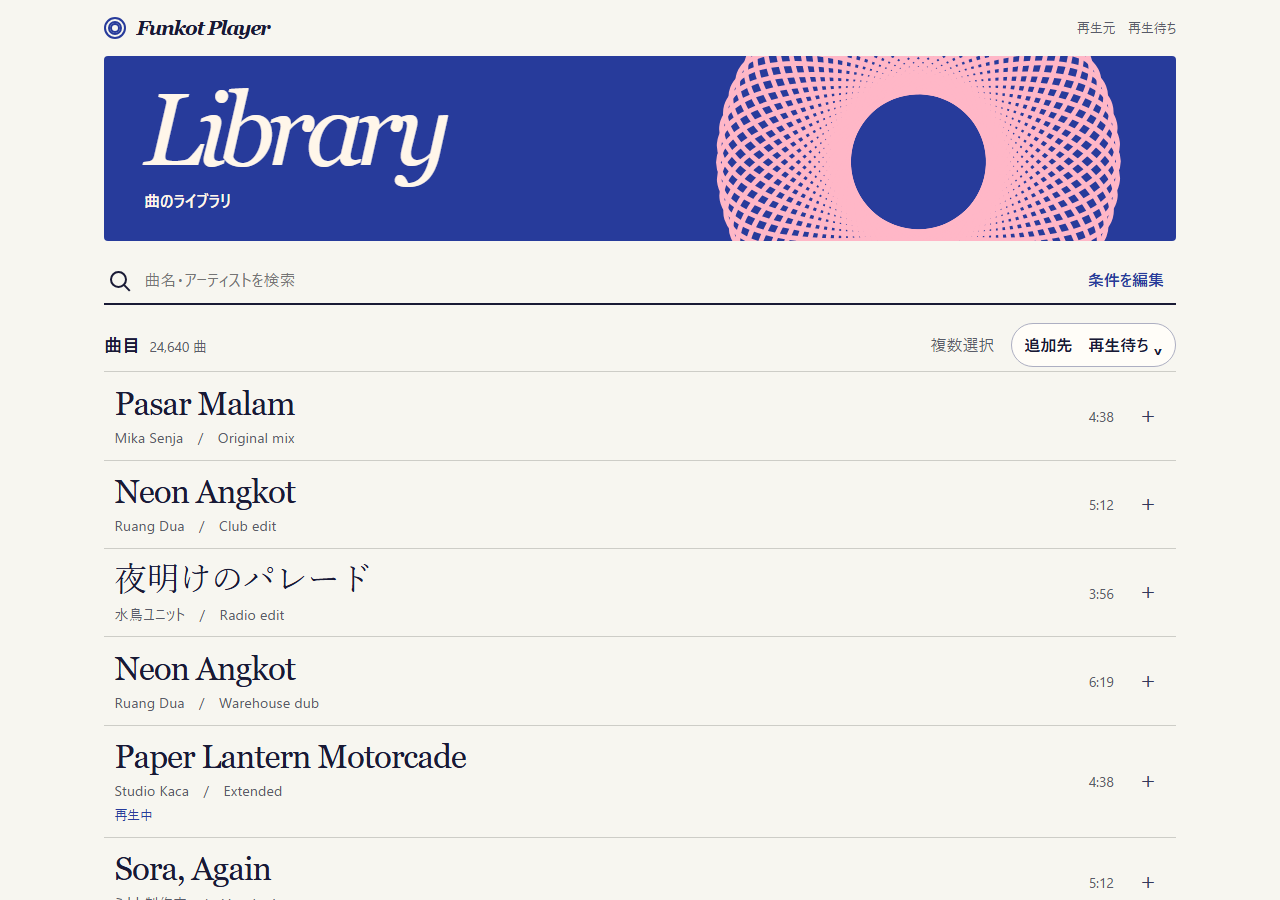 Funkot Player
再生元 再生待ち
Library
曲のライブラリ
曲名・アーティストを検索
条件を編集
曲目 24,640 曲
複数選択
追加先 再生待ち
Pasar Malam
Mika Senja / Original mix
4:38 +
Neon Angkot
Ruang Dua / Club edit
5:12 +
夜明けのパレード
水鳥ユニット / Radio edit
3:56 +
Neon Angkot
Ruang Dua / Warehouse dub
6:19 +
Paper Lantern Motorcade
Studio Kaca / Extended
再生中
4:38 +
Sora, Again
5:12 +